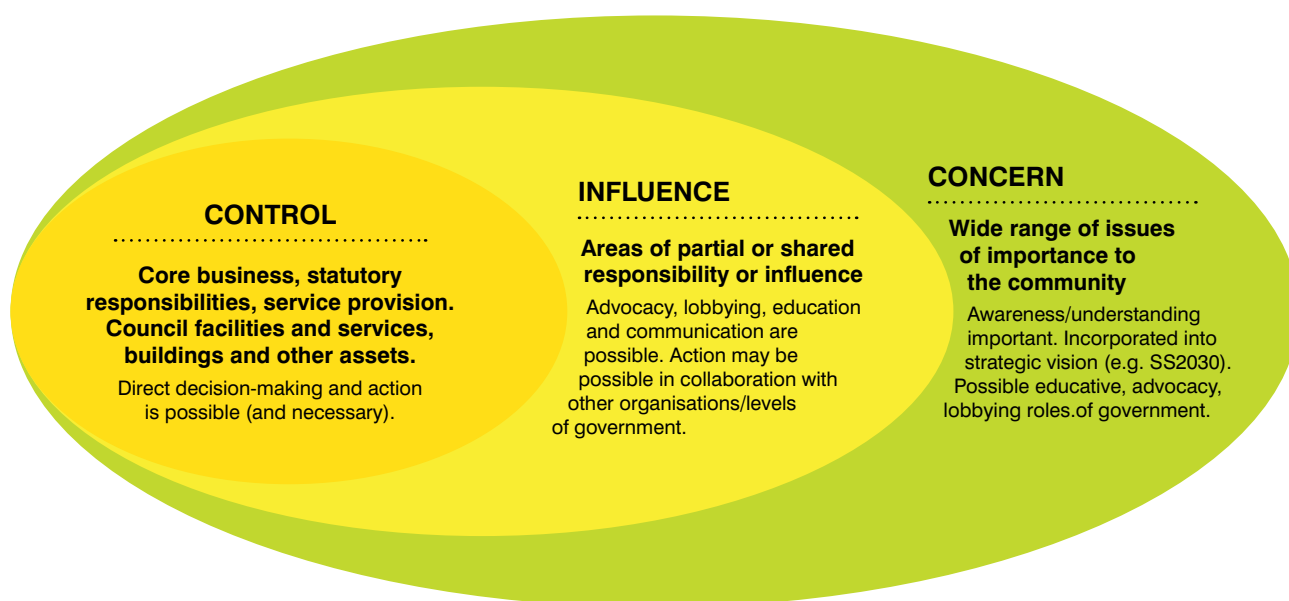 CONTROL
Core business, statutory
responsibilities, service provision.
Council facilities and services,
buildings and other assets.
Direct decision-making and action
is possible (and necessary).
INFLUENCE
Areas of partial or shared
responsibility or influence
Advocacy, lobbying, education
and communication are
possible. Action may be
possible in collaboration with
other organisations/levels
of government.
CONCERN
Wide range of issues
of importance to
the community
Awareness/understanding
important. Incorporated into
strategic vision (e.g. SS2030).
Possible educative, advocacy,
lobbying roles.of government.